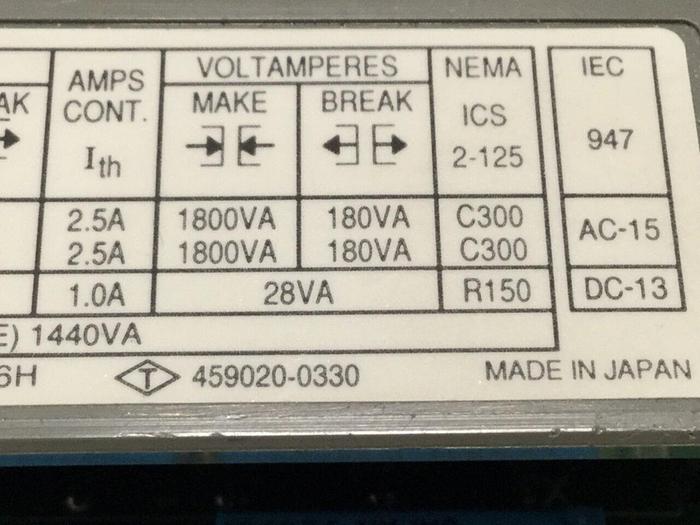 AMPS VOLTAMPERES NEMA IEC
AK CONT. MAKE BREAK ICS
Ith 2-125 947
2.5A 1800VA 180VA C300 AC-15
2.5A 1800VA 180VA C300
1.0A 28VA R150 DC-13
E) 1440VA
6H T 459020-0330 MADE IN JAPAN